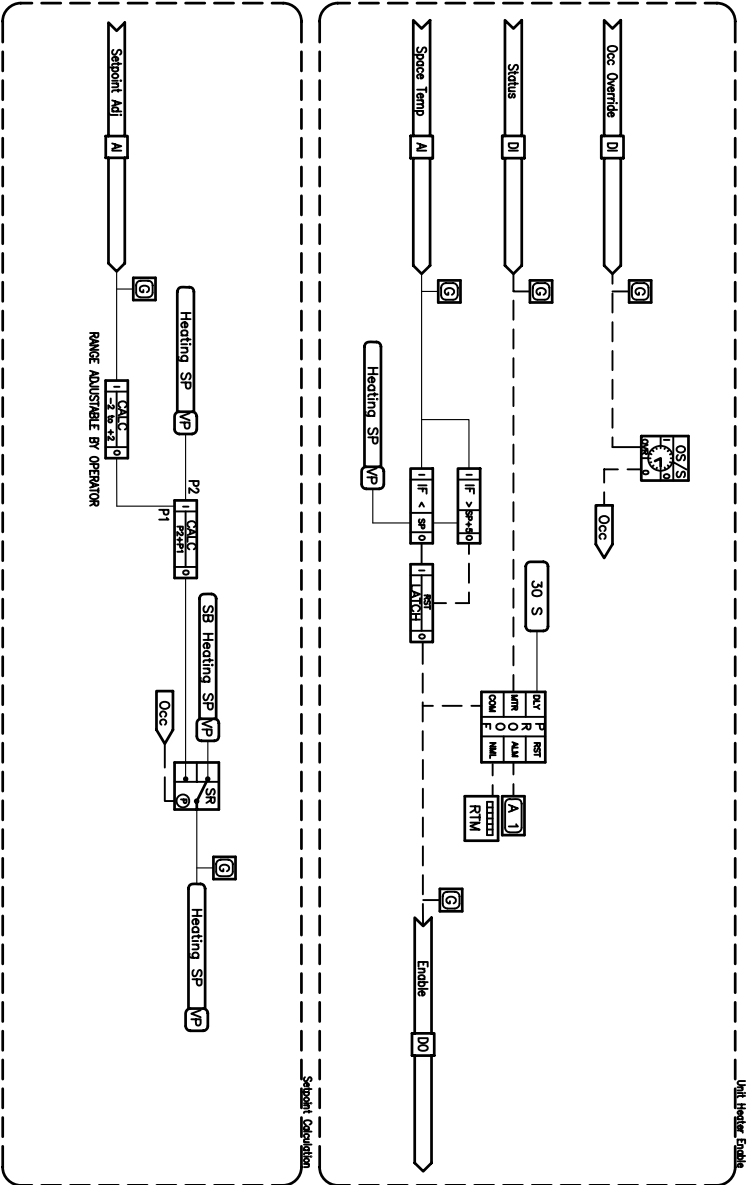 Unit Heater Enable
Occ Override
DI
G
OS/S
I
O
OVRT
O
Occ
Status
DI
G
30 S
DLY
RST
MTR
ALM
COM
NML
PROOF
A 1
RTM
Space Temp
AI
G
I
IF >
SP+5
O
I
IF <
SP
O
Heating SP
VP
RST
I
LATCH
O
G
Enable
DO
Setpoint Calculation
Heating SP
VP
P2
I
CALC
P2+P1
O
P1
SB Heating SP
VP
Occ
SR
P
G
Heating SP
VP
Setpoint Adj
AI
G
I
CALC
-2 to +2
O
RANGE ADJUSTABLE BY OPERATOR